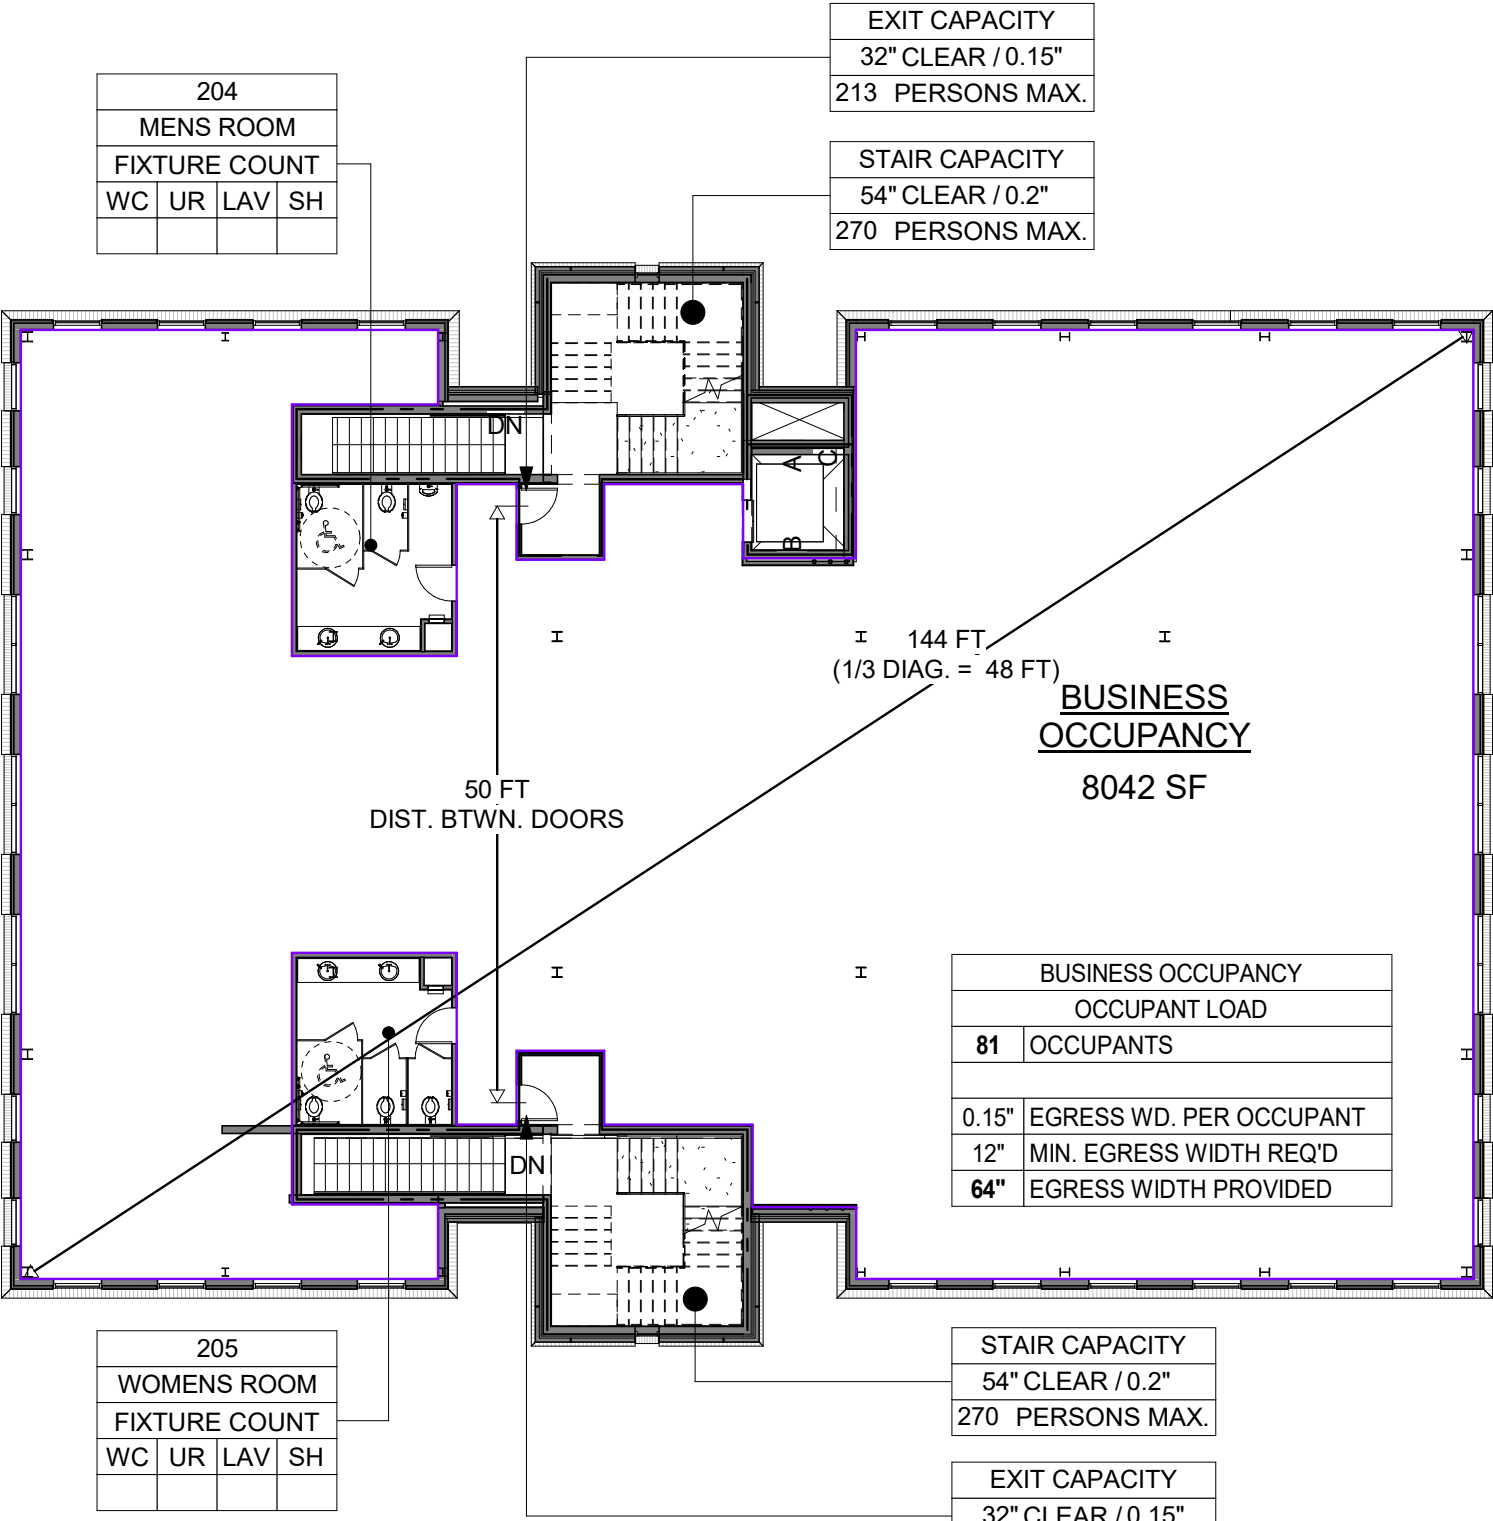 EXIT CAPACITY
32" CLEAR / 0.15"
213 PERSONS MAX.
204
MENS ROOM
FIXTURE COUNT
WC UR LAV SH
STAIR CAPACITY
54" CLEAR / 0.2"
270 PERSONS MAX.
DN
A
C
B
144 FT
(1/3 DIAG. = 48 FT)
BUSINESS
OCCUPANCY
8042 SF
50 FT
DIST. BTWN. DOORS
BUSINESS OCCUPANCY
OCCUPANT LOAD
81 OCCUPANTS
0.15" EGRESS WD. PER OCCUPANT
12" MIN. EGRESS WIDTH REQ'D
64" EGRESS WIDTH PROVIDED
DN
205
WOMENS ROOM
FIXTURE COUNT
WC UR LAV SH
STAIR CAPACITY
54" CLEAR / 0.2"
270 PERSONS MAX.
EXIT CAPACITY
32" CLEAR / 0.15"